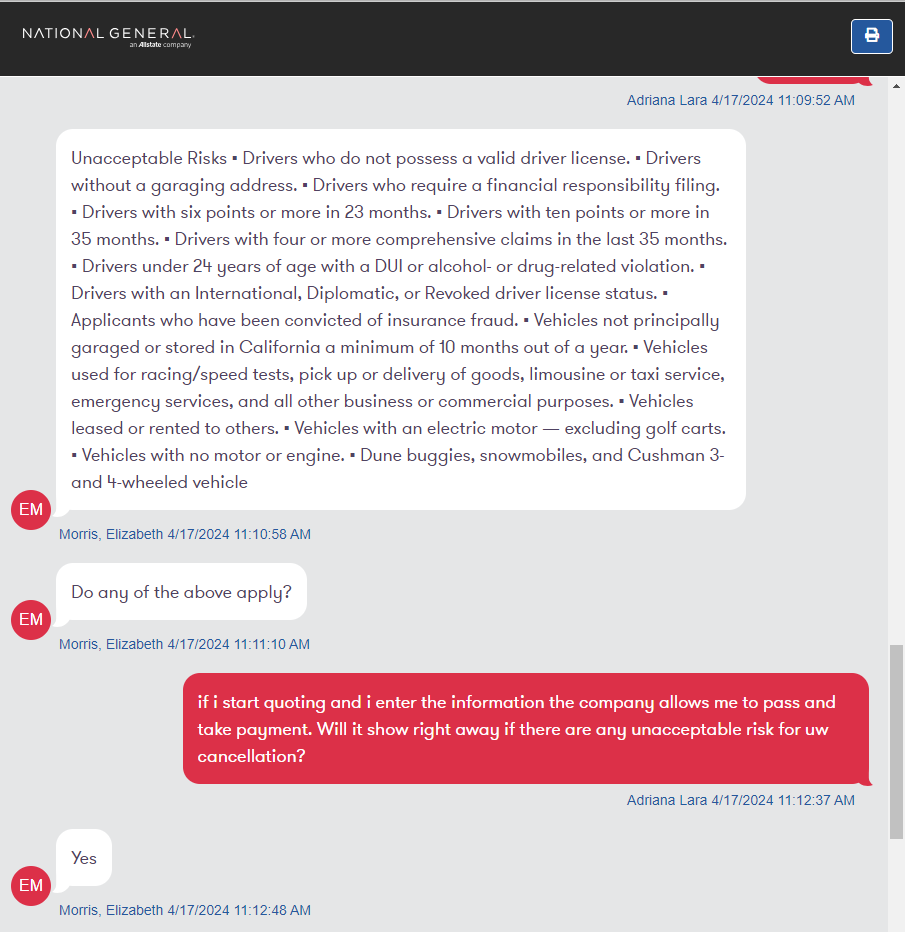 NATIONAL GENERAL.
an Allstate company
Adriana Lara 4/17/2024 11:09:52 AM
Unacceptable Risks ▪ Drivers who do not possess a valid driver license. ▪ Drivers
without a garaging address. ▪ Drivers who require a financial responsibility filing.
▪ Drivers with six points or more in 23 months. ▪ Drivers with ten points or more in
35 months. ▪ Drivers with four or more comprehensive claims in the last 35 months.
▪ Drivers under 24 years of age with a DUI or alcohol- or drug-related violation. ▪
Drivers with an International, Diplomatic, or Revoked driver license status. ▪
Applicants who have been convicted of insurance fraud. ▪ Vehicles not principally
garaged or stored in California a minimum of 10 months out of a year. ▪ Vehicles
used for racing/speed tests, pick up or delivery of goods, limousine or taxi service,
emergency services, and all other business or commercial purposes. ▪ Vehicles
leased or rented to others. ▪ Vehicles with an electric motor — excluding golf carts.
▪ Vehicles with no motor or engine. ▪ Dune buggies, snowmobiles, and Cushman 3-
and 4-wheeled vehicle
EM
Morris, Elizabeth 4/17/2024 11:10:58 AM
Do any of the above apply?
EM
Morris, Elizabeth 4/17/2024 11:11:10 AM
if i start quoting and i enter the information the company allows me to pass and
take payment. Will it show right away if there are any unacceptable risk for uw
cancellation?
Adriana Lara 4/17/2024 11:12:37 AM
Yes
EM
Morris, Elizabeth 4/17/2024 11:12:48 AM